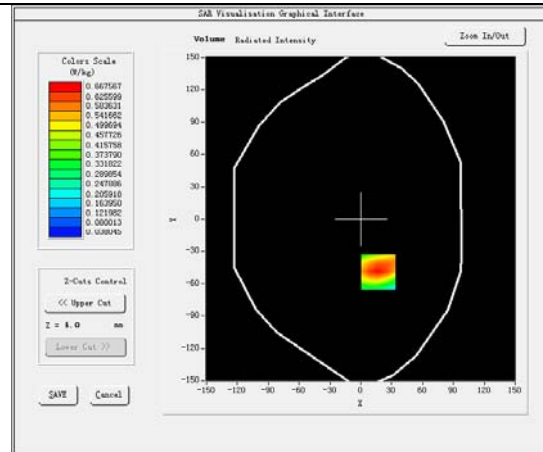 SAR Visualisation Graphical Interface
Volume Radiated Intensity
Zoom In/Out
Colors Scale
(W/kg)
0.667567
0.625599
0.583631
0.541662
0.499694
0.457726
0.415758
0.373790
0.331822
0.289854
0.247886
0.205918
0.163950
0.121982
0.080013
0.038045
150
120
90
60
30
0
-30
-60
-90
-120
-150
Y
-150 -120 -90 -60 -30 0 30 60 90 120 150
X
Z-Cuts Control
<< Upper Cut
Z = 4.0 mm
Lower Cut >>
SAVE
Cancel